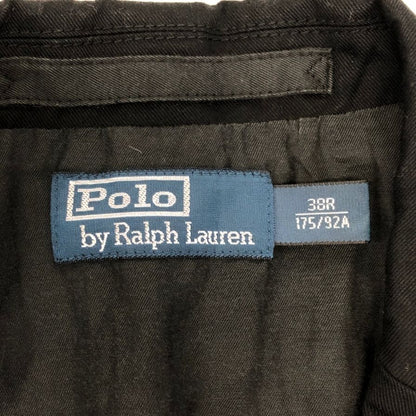 Polo
by Ralph Lauren
38R
175/92A